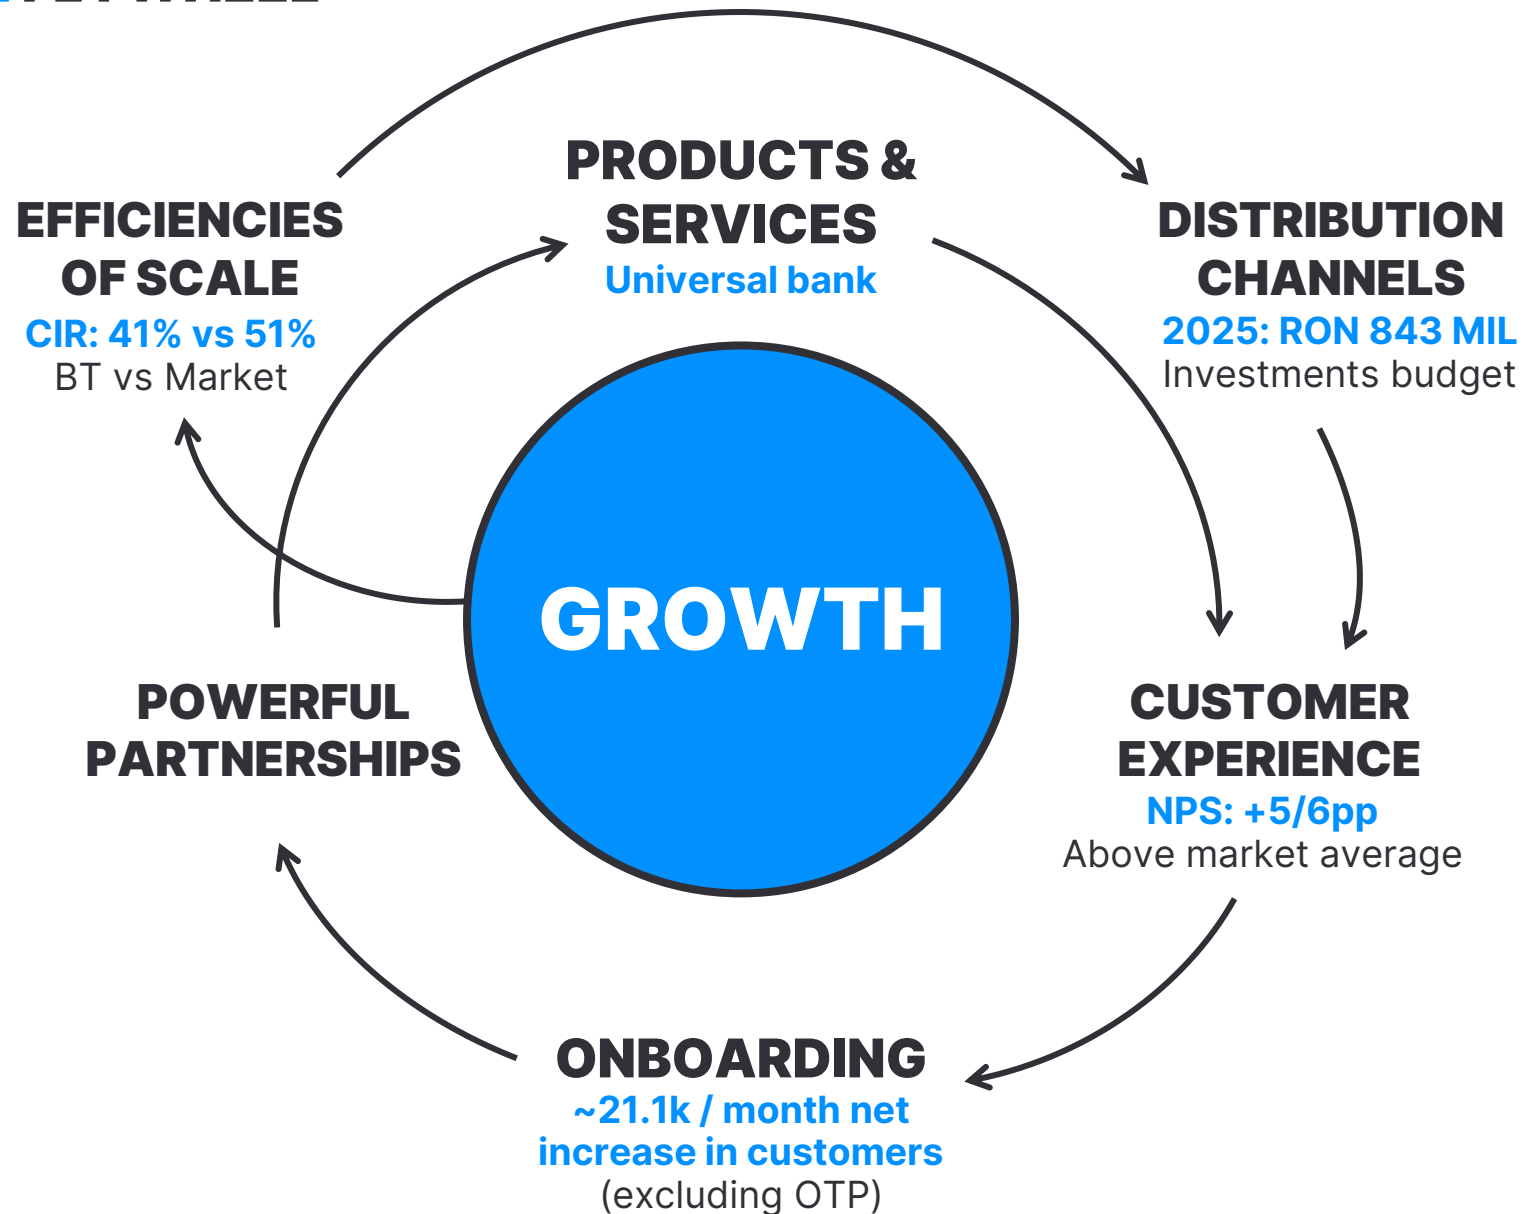 PRODUCTS &
SERVICES
Universal bank
EFFICIENCIES
OF SCALE
CIR: 41% vs 51%
BT vs Market
DISTRIBUTION
CHANNELS
2025: RON 843 MIL
Investments budget
GROWTH
POWERFUL
PARTNERSHIPS
CUSTOMER
EXPERIENCE
NPS: +5/6pp
Above market average
ONBOARDING
~21.1k / month net
increase in customers
(excluding OTP)